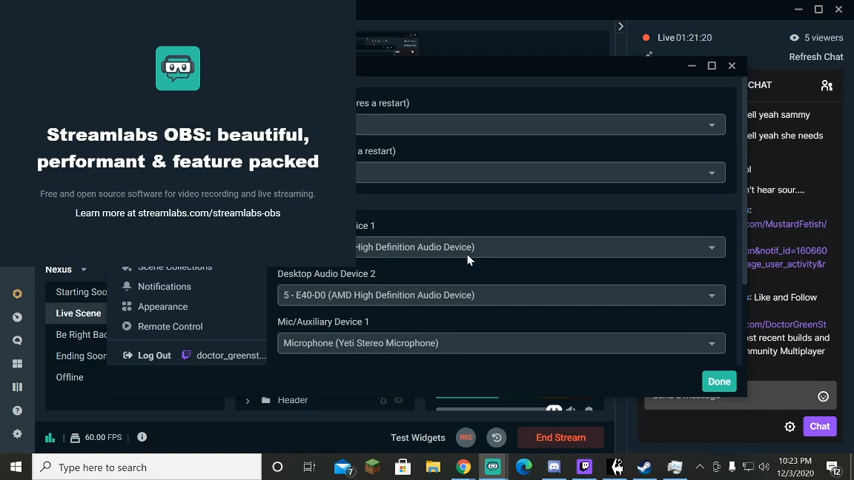 Live 01:21:20
5 viewers
Refresh Chat
CHAT
Streamlabs OBS: beautiful,
performant & feature packed
Free and open source software for video recording and live streaming.
Learn more at streamlabs.com/streamlabs-obs
res a restart)
a restart)
ice 1
High Definition Audio Device)
Desktop Audio Device 2
5 - E40-D0 (AMD High Definition Audio Device)
Mic/Auxiliary Device 1
Microphone (Yeti Stereo Microphone)
Done
ell yeah sammy
ell yeah she needs
ol
n't hear sour....
s:
com/MustardFetish/
on&notif_id=160660
age_user_activity&r
s: Like and Follow
com/DoctorGreenSt
st recent builds and
mmunity Multiplayer
Chat
Nexus
Starting Soo
Live Scene
Be Right Bac
Ending Soon
Offline
Scene Collections
Notifications
Appearance
Remote Control
Log Out
doctor_greenst...
Header
60.00 FPS
Test Widgets
REC
End Stream
Type here to search
7
10:23 PM
12/3/2020
12